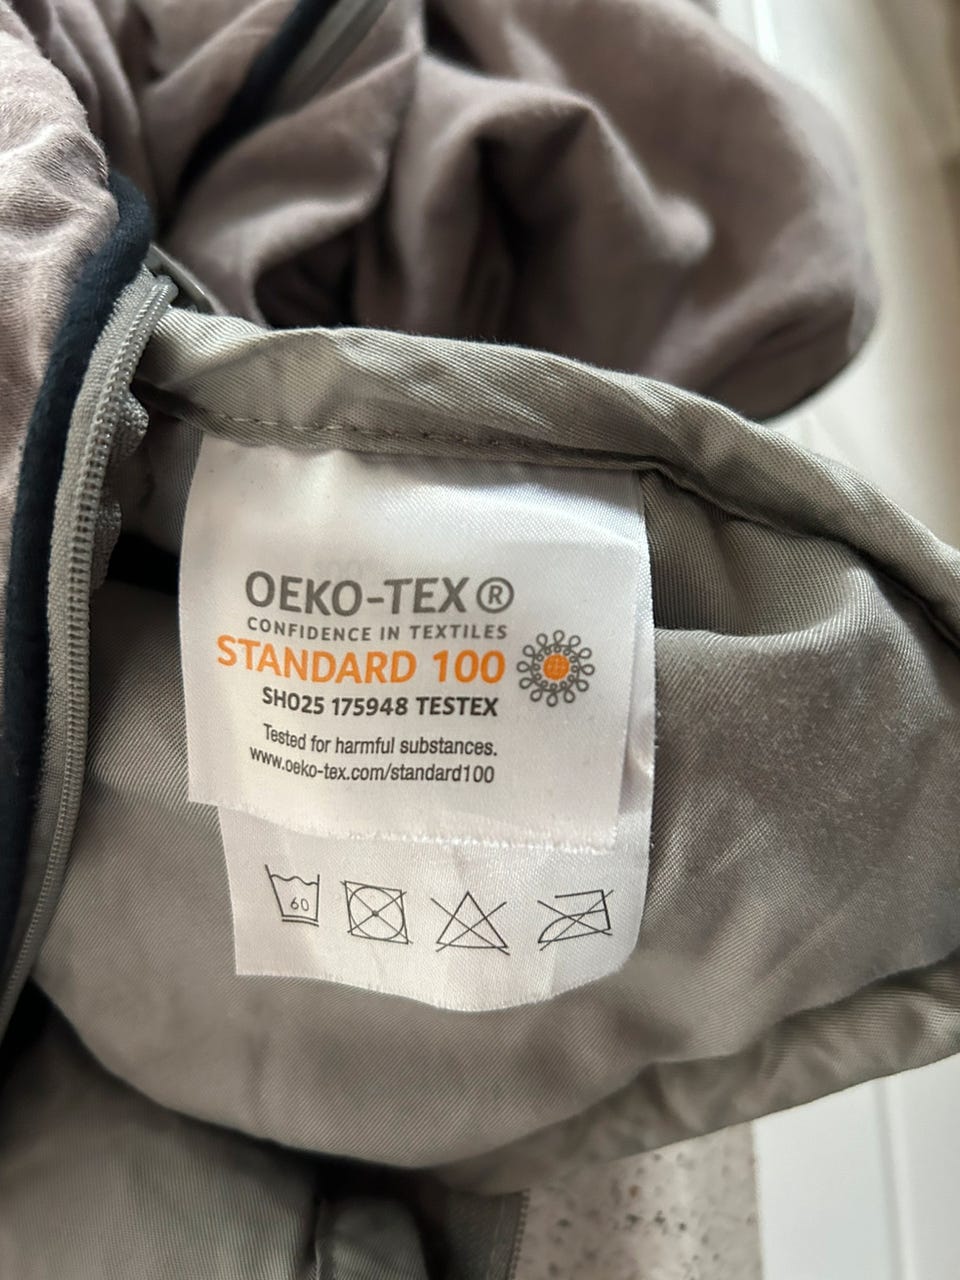 OEKO-TEX®
CONFIDENCE IN TEXTILES
STANDARD 100
SH025 175948 TESTEX
Tested for harmful substances.
www.oeko-tex.com/standard100
60